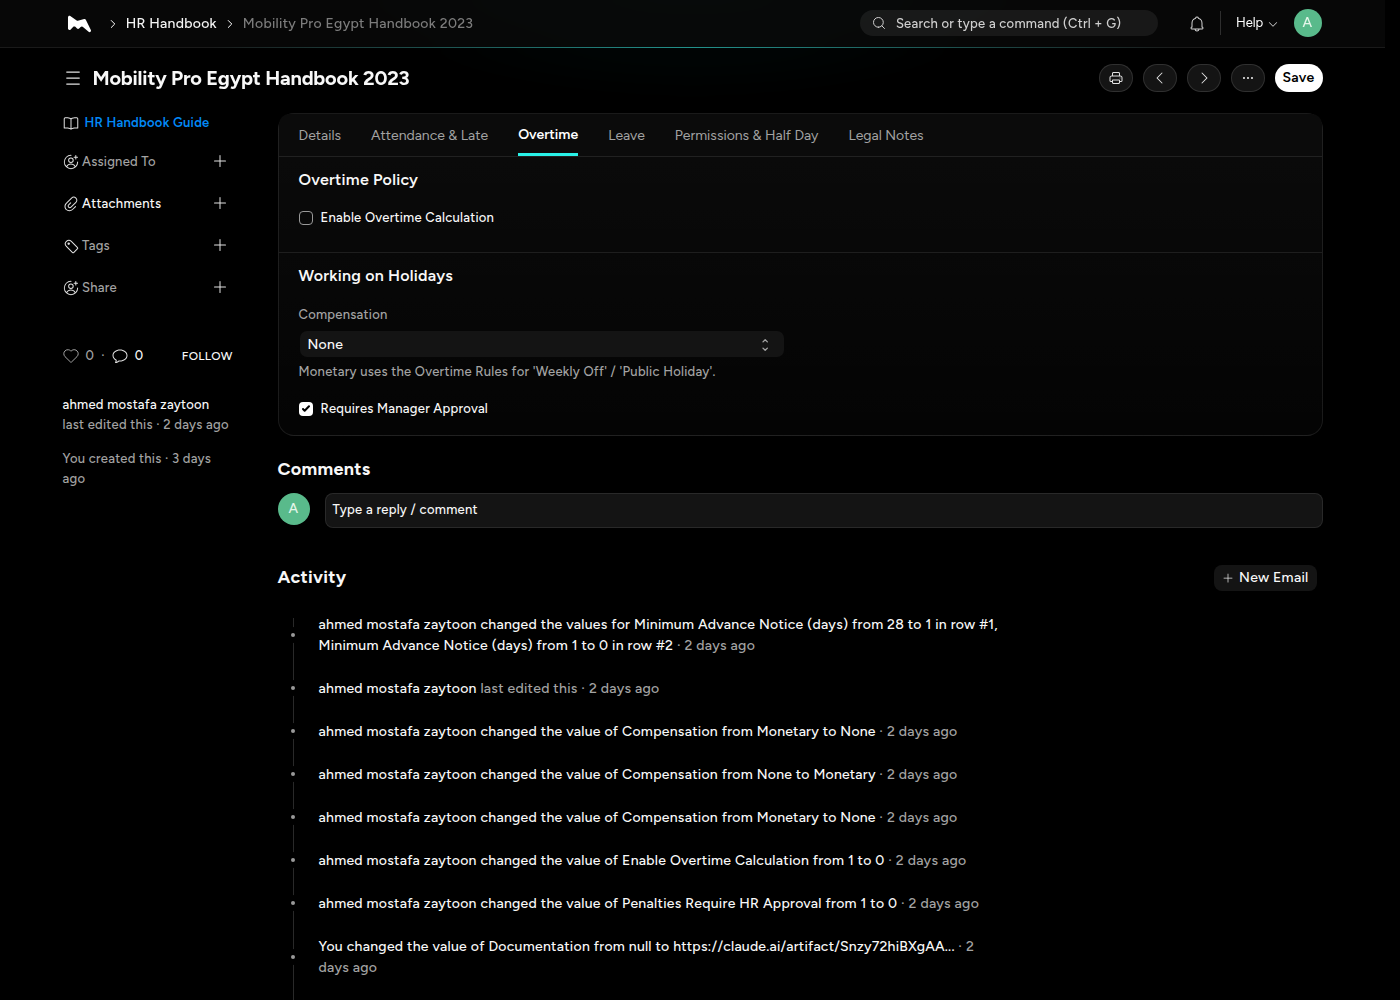 HR Handbook
Mobility Pro Egypt Handbook 2023
Search or type a command (Ctrl + G)
Help
A
Mobility Pro Egypt Handbook 2023
Save
HR Handbook Guide
Assigned To
Attachments
Tags
Share
0 · 0
FOLLOW
ahmed mostafa zaytoon
last edited this · 2 days ago
You created this · 3 days
ago
Details
Attendance & Late
Overtime
Leave
Permissions & Half Day
Legal Notes
Overtime Policy
Enable Overtime Calculation
Working on Holidays
Compensation
None
Monetary uses the Overtime Rules for 'Weekly Off' / 'Public Holiday'.
Requires Manager Approval
Comments
A
Type a reply / comment
Activity
New Email
ahmed mostafa zaytoon changed the values for Minimum Advance Notice (days) from 28 to 1 in row #1,
Minimum Advance Notice (days) from 1 to 0 in row #2 · 2 days ago
ahmed mostafa zaytoon last edited this · 2 days ago
ahmed mostafa zaytoon changed the value of Compensation from Monetary to None · 2 days ago
ahmed mostafa zaytoon changed the value of Compensation from None to Monetary · 2 days ago
ahmed mostafa zaytoon changed the value of Compensation from Monetary to None · 2 days ago
ahmed mostafa zaytoon changed the value of Enable Overtime Calculation from 1 to 0 · 2 days ago
ahmed mostafa zaytoon changed the value of Penalties Require HR Approval from 1 to 0 · 2 days ago
You changed the value of Documentation from null to https://claude.ai/artifact/Snzy72hiBXgAA... · 2
days ago